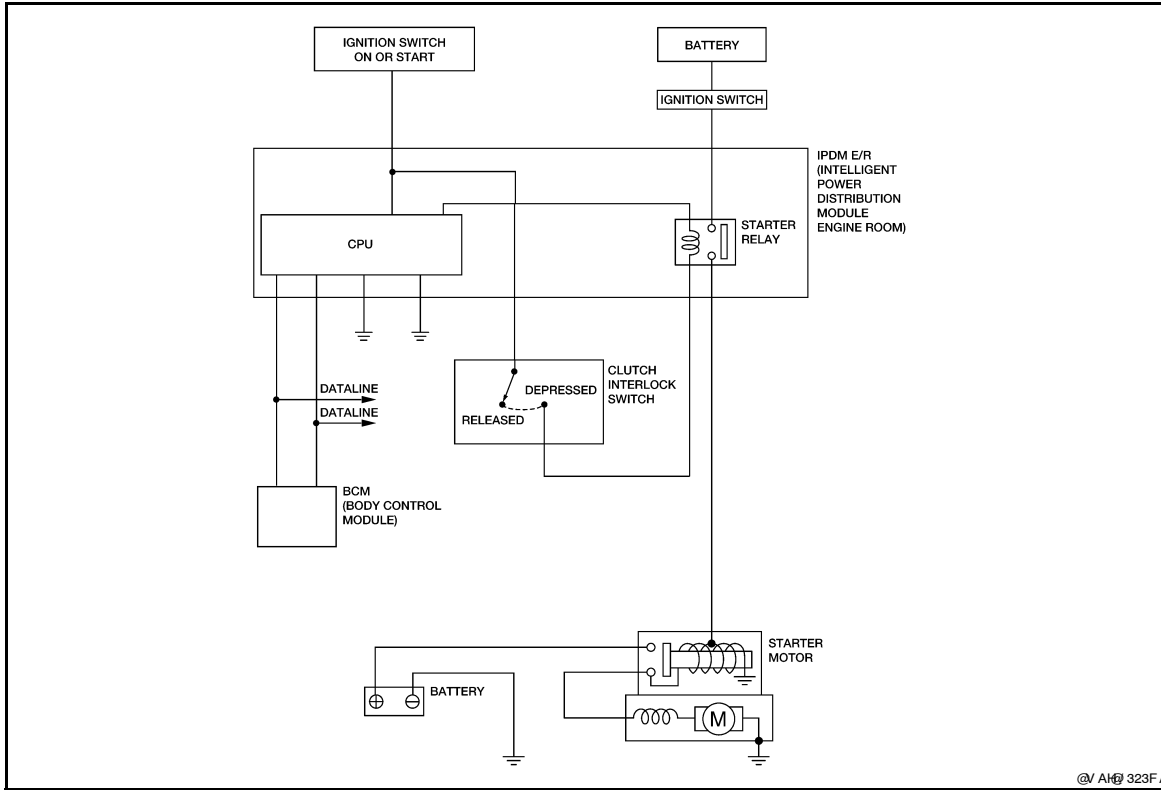 IGNITION SWITCH
ON OR START
BATTERY
IGNITION SWITCH
IPDM E/R
(INTELLIGENT
POWER
DISTRIBUTION
MODULE
ENGINE ROOM)
STARTER
RELAY
CPU
CLUTCH
INTERLOCK
SWITCH
DEPRESSED
RELEASED
DATALINE
DATALINE
BCM
(BODY CONTROL
MODULE)
STARTER
MOTOR
BATTERY
M
323F